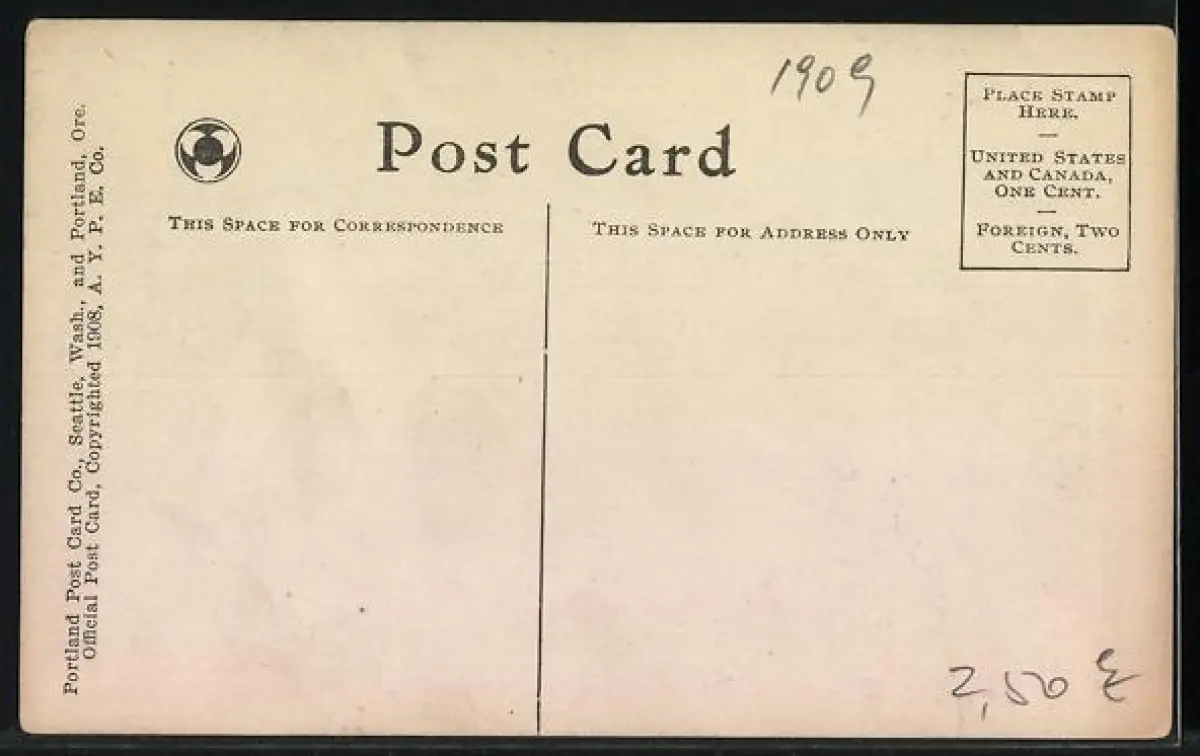 1909
Post Card
PLACE STAMP
HERE.
—
UNITED STATES
AND CANADA,
ONE CENT.
—
FOREIGN, TWO
CENTS.
THIS SPACE FOR CORRESPONDENCE
THIS SPACE FOR ADDRESS ONLY
Portland Post Card Co., Seattle, Wash., and Portland, Ore.
Official Post Card, Copyrighted 1908, A. Y. P. E. Co.
2,50 £